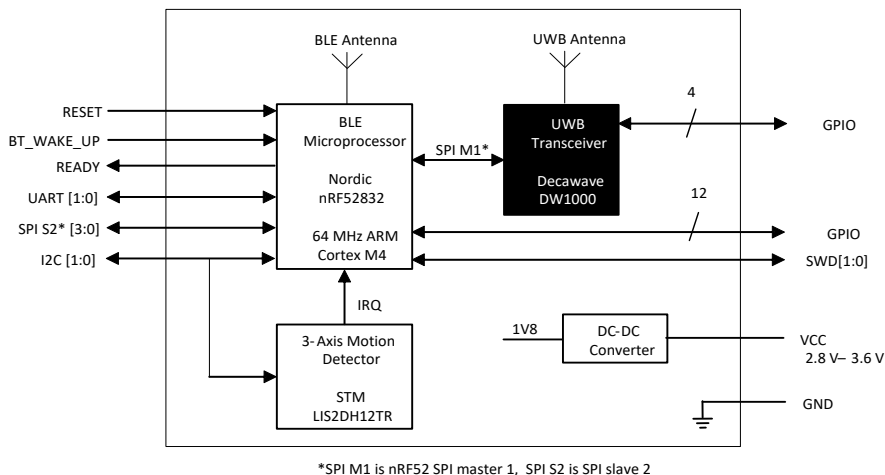 BLE Antenna
UWB Antenna
RESET
BT_WAKE_UP
READY
UART [1:0]
SPI S2* [3:0]
I2C [1:0]
BLE
Microprocessor
Nordic
nRF52832
64 MHz ARM
Cortex M4
SPI M1*
UWB
Transceiver
Decawave
DW1000
4
GPIO
12
GPIO
SWD[1:0]
IRQ
3-Axis Motion
Detector
STM
LIS2DH12TR
1V8
DC-DC
Converter
VCC
2.8 V– 3.6 V
GND
*SPI M1 is nRF52 SPI master 1, SPI S2 is SPI slave 2